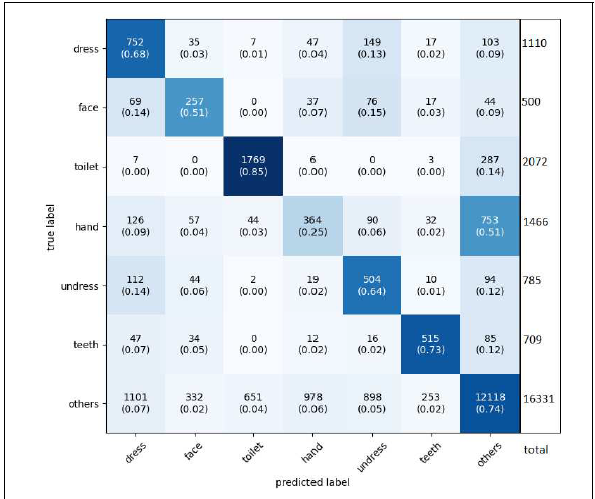 dress 752 35 7 47 149 17 103 1110
(0.68) (0.03) (0.01) (0.04) (0.13) (0.02) (0.09)
face 69 257 0 37 76 17 44 500
(0.14) (0.51) (0.00) (0.07) (0.15) (0.03) (0.09)
toilet 7 0 1769 6 0 3 287 2072
(0.00) (0.00) (0.85) (0.00) (0.00) (0.00) (0.14)
true label
hand 126 57 44 364 90 32 753 1466
(0.09) (0.04) (0.03) (0.25) (0.06) (0.02) (0.51)
undress 112 44 2 19 504 10 94 785
(0.14) (0.06) (0.00) (0.02) (0.64) (0.01) (0.12)
teeth 47 34 0 12 16 515 85 709
(0.07) (0.05) (0.00) (0.02) (0.02) (0.73) (0.12)
others 1101 332 651 978 898 253 12118 16331
(0.07) (0.02) (0.04) (0.06) (0.05) (0.02) (0.74)
dress face toilet hand undress teeth others total
predicted label